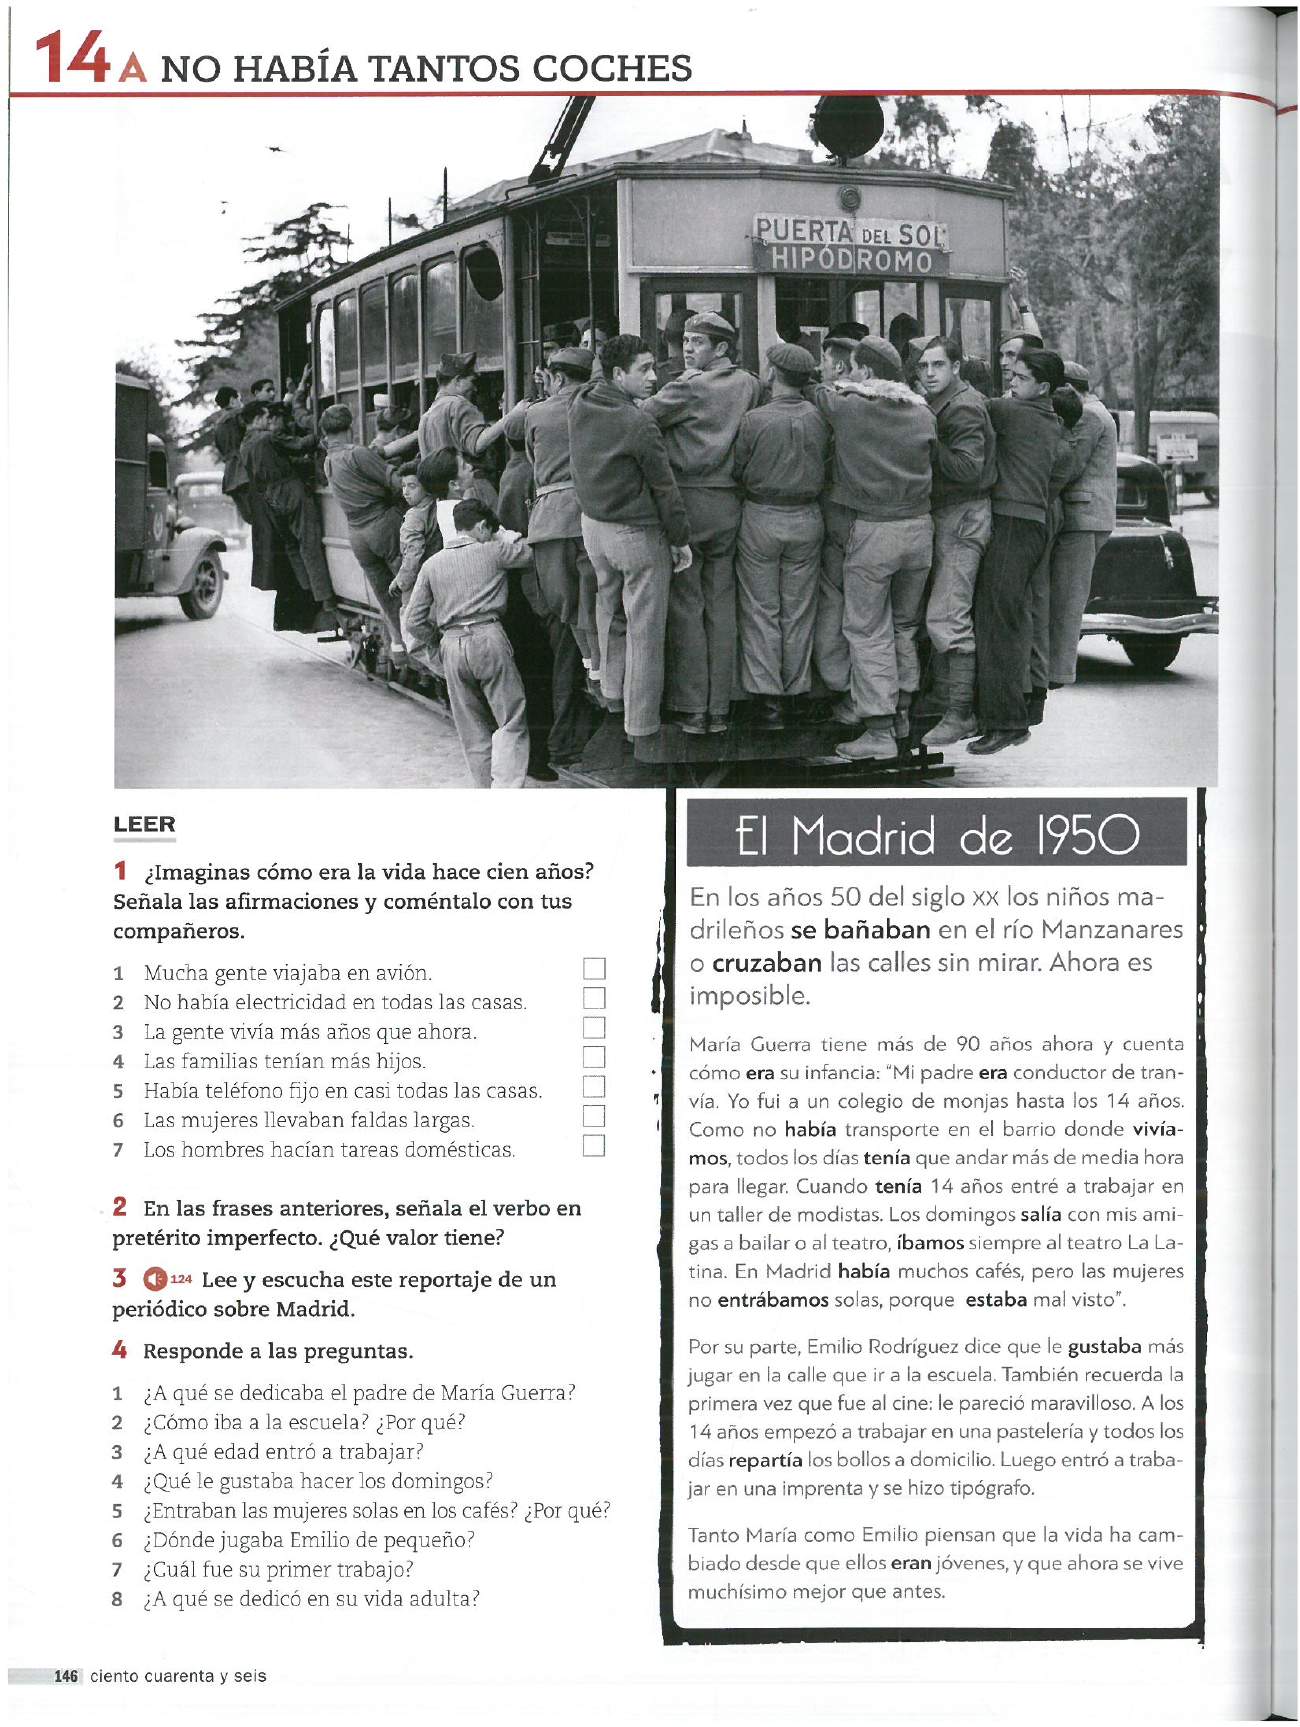 14 A NO HABÍA TANTOS COCHES
PUERTA DEL SOL
HIPÓDROMO
LEER
1 ¿Imaginas cómo era la vida hace cien años?
Señala las afirmaciones y coméntalo con tus
compañeros.
1 Mucha gente viajaba en avión.
2 No había electricidad en todas las casas.
3 La gente vivía más años que ahora.
4 Las familias tenían más hijos.
5 Había teléfono fijo en casi todas las casas.
6 Las mujeres llevaban faldas largas.
7 Los hombres hacían tareas domésticas.
2 En las frases anteriores, señala el verbo en
pretérito imperfecto. ¿Qué valor tiene?
3 124 Lee y escucha este reportaje de un
periódico sobre Madrid.
4 Responde a las preguntas.
1 ¿A qué se dedicaba el padre de María Guerra?
2 ¿Cómo iba a la escuela? ¿Por qué?
3 ¿A qué edad entró a trabajar?
4 ¿Qué le gustaba hacer los domingos?
5 ¿Entraban las mujeres solas en los cafés? ¿Por qué?
6 ¿Dónde jugaba Emilio de pequeño?
7 ¿Cuál fue su primer trabajo?
8 ¿A qué se dedicó en su vida adulta?
El Madrid de 1950
En los años 50 del siglo XX los niños ma-
drileños se bañaban en el río Manzanares
o cruzaban las calles sin mirar. Ahora es
imposible.
María Guerra tiene más de 90 años ahora y cuenta
cómo era su infancia: "Mi padre era conductor de tran-
vía. Yo fui a un colegio de monjas hasta los 14 años.
Como no había transporte en el barrio donde vivía-
mos, todos los días tenía que andar más de media hora
para llegar. Cuando tenía 14 años entré a trabajar en
un taller de modistas. Los domingos salía con mis ami-
gas a bailar o al teatro, íbamos siempre al teatro La La-
tina. En Madrid había muchos cafés, pero las mujeres
no entrábamos solas, porque estaba mal visto".
Por su parte, Emilio Rodríguez dice que le gustaba más
jugar en la calle que ir a la escuela. También recuerda la
primera vez que fue al cine: le pareció maravilloso. A los
14 años empezó a trabajar en una pastelería y todos los
días repartía los bollos a domicilio. Luego entró a traba-
jar en una imprenta y se hizo tipógrafo.
Tanto María como Emilio piensan que la vida ha cam-
biado desde que ellos eran jóvenes, y que ahora se vive
muchísimo mejor que antes.
146 ciento cuarenta y seis